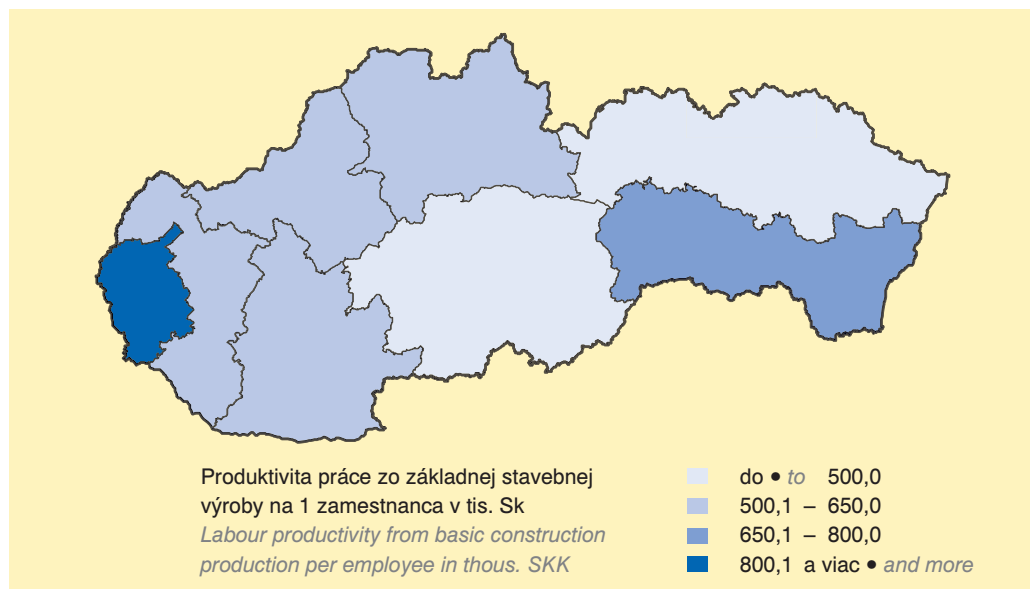 Produktivita práce zo základnej stavebnej
výroby na 1 zamestnanca v tis. Sk
Labour productivity from basic construction
production per employee in thous. SKK
do • to 500,0
500,1 – 650,0
650,1 – 800,0
800,1 a viac • and more